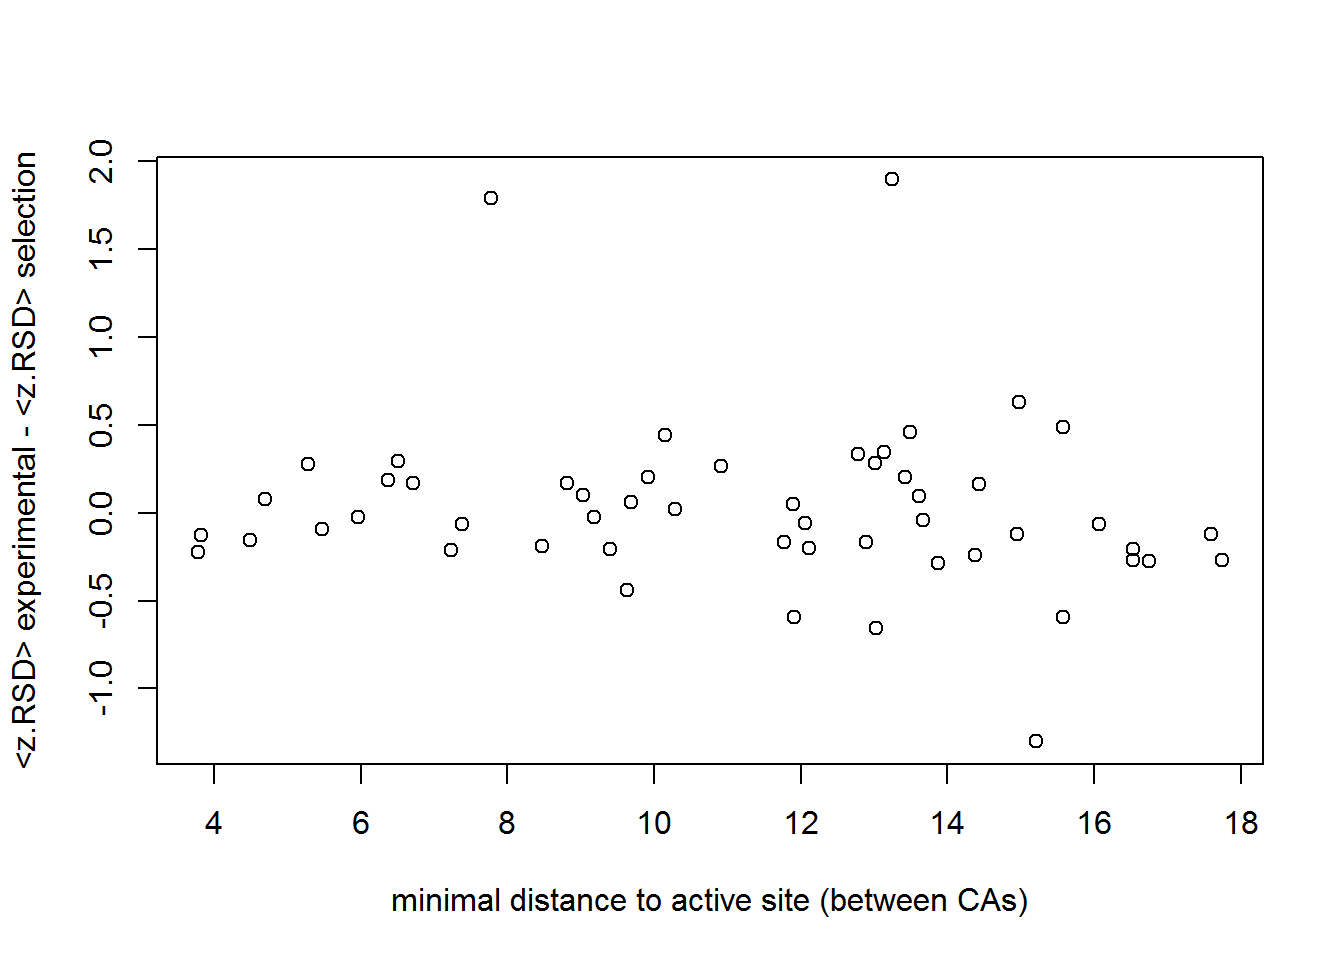 <z.RSD> experimental - <z.RSD> selection
2.0
1.5
1.0
0.5
0.0
-0.5
-1.0
4 6 8 10 12 14 16 18
minimal distance to active site (between CAs)